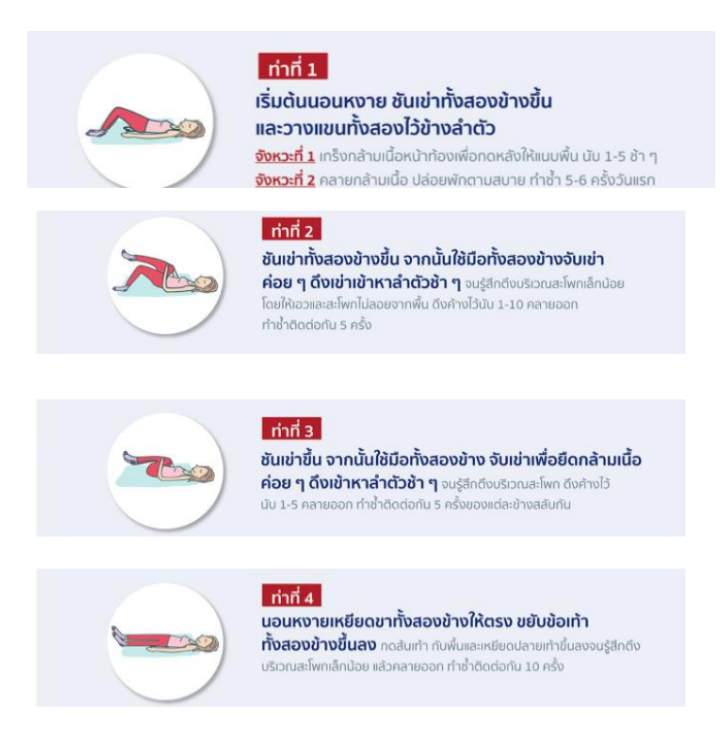 ท่าที่ 1
เริ่มต้นนอนหงาย ชันเข่าทั้งสองข้างขึ้น
และวางแขนทั้งสองไว้ข้างลำตัว
จังหวะที่ 1 เกร็งกล้ามเนื้อหน้าท้องเพื่อกดหลังให้แนบพื้น นับ 1-5 ช้า ๆ
จังหวะที่ 2 คลายกล้ามเนื้อ ปล่อยพักตามสบาย ทำซ้ำ 5-6 ครั้งวันแรก
ท่าที่ 2
ชันเข่าทั้งสองข้างขึ้น จากนั้นใช้มือทั้งสองข้างจับเข่า
ค่อย ๆ ดึงเข่าเข้าหาลำตัวช้า ๆ จนรู้สึกตึงบริเวณสะโพกเล็กน้อย
โดยให้เอวและสะโพกไม่ลอยจากพื้น ดึงค้างไว้นับ 1-10 คลายออก
ทำซ้ำติดต่อกัน 5 ครั้ง
ท่าที่ 3
ชันเข่าขึ้น จากนั้นใช้มือทั้งสองข้าง จับเข่าเพื่อยืดกล้ามเนื้อ
ค่อย ๆ ดึงเข้าหาลำตัวช้า ๆ จนรู้สึกตึงบริเวณสะโพก ดึงค้างไว้
นับ 1-5 คลายออก ทำซ้ำติดต่อกัน 5 ครั้งของแต่ละข้างสลับกัน
ท่าที่ 4
นอนหงายเหยียดขาทั้งสองข้างให้ตรง ขยับข้อเท้า
ทั้งสองข้างขึ้นลง กดส้นเท้า กับพื้นและเหยียดปลายเท้าขึ้นลงจนรู้สึกตึง
บริเวณสะโพกเล็กน้อย แล้วคลายออก ทำซ้ำติดต่อกัน 10 ครั้ง